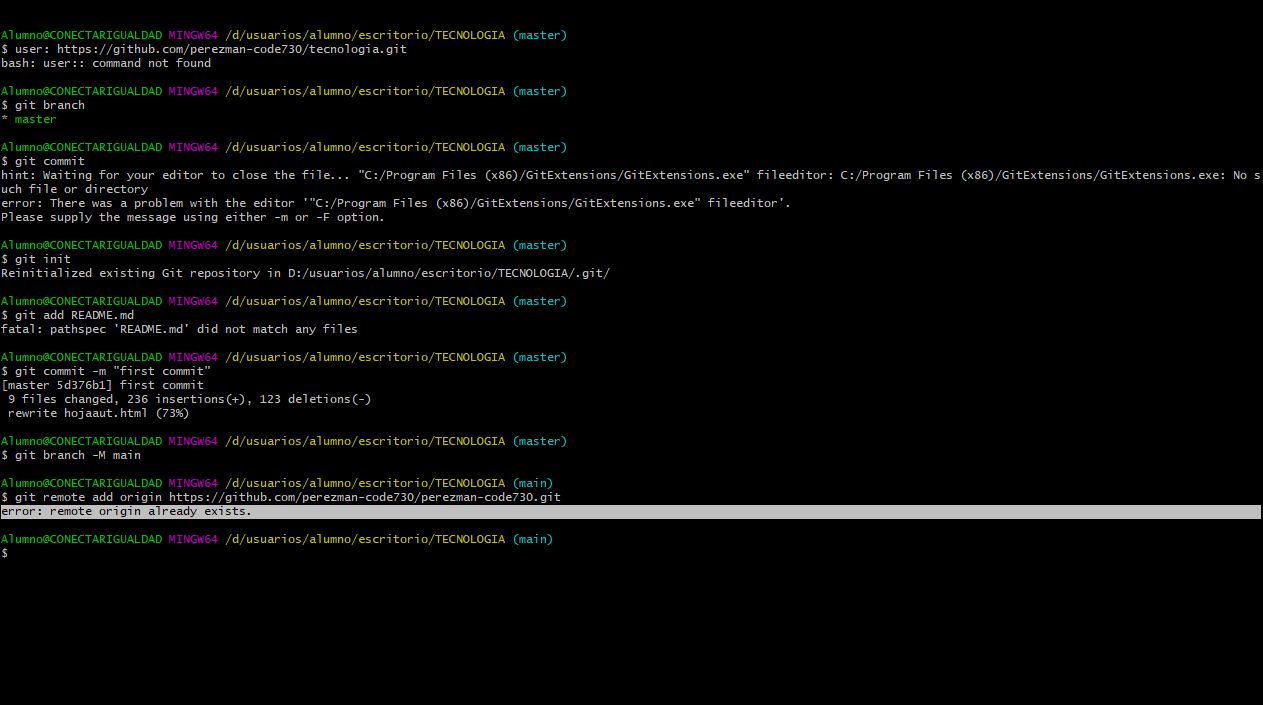 Alumno@CONECTARIGUALDAD MINGW64 /d/usuarios/alumno/escritorio/TECNOLOGIA (master)
$ user: https://github.com/perezman-code730/tecnologia.git
bash: user:: command not found
Alumno@CONECTARIGUALDAD MINGW64 /d/usuarios/alumno/escritorio/TECNOLOGIA (master)
$ git branch
* master
Alumno@CONECTARIGUALDAD MINGW64 /d/usuarios/alumno/escritorio/TECNOLOGIA (master)
$ git commit
hint: Waiting for your editor to close the file... "C:/Program Files (x86)/GitExtensions/GitExtensions.exe" fileeditor: C:/Program Files (x86)/GitExtensions/GitExtensions.exe: No s
uch file or directory
error: There was a problem with the editor '"C:/Program Files (x86)/GitExtensions/GitExtensions.exe" fileeditor'.
Please supply the message using either -m or -F option.
Alumno@CONECTARIGUALDAD MINGW64 /d/usuarios/alumno/escritorio/TECNOLOGIA (master)
$ git init
Reinitialized existing Git repository in D:/usuarios/alumno/escritorio/TECNOLOGIA/.git/
Alumno@CONECTARIGUALDAD MINGW64 /d/usuarios/alumno/escritorio/TECNOLOGIA (master)
$ git add README.md
fatal: pathspec 'README.md' did not match any files
Alumno@CONECTARIGUALDAD MINGW64 /d/usuarios/alumno/escritorio/TECNOLOGIA (master)
$ git commit -m "first commit"
[master 5d376b1] first commit
 9 files changed, 236 insertions(+), 123 deletions(-)
 rewrite hojaaut.html (73%)
Alumno@CONECTARIGUALDAD MINGW64 /d/usuarios/alumno/escritorio/TECNOLOGIA (master)
$ git branch -M main
Alumno@CONECTARIGUALDAD MINGW64 /d/usuarios/alumno/escritorio/TECNOLOGIA (main)
$ git remote add origin https://github.com/perezman-code730/perezman-code730.git
error: remote origin already exists.
Alumno@CONECTARIGUALDAD MINGW64 /d/usuarios/alumno/escritorio/TECNOLOGIA (main)
$